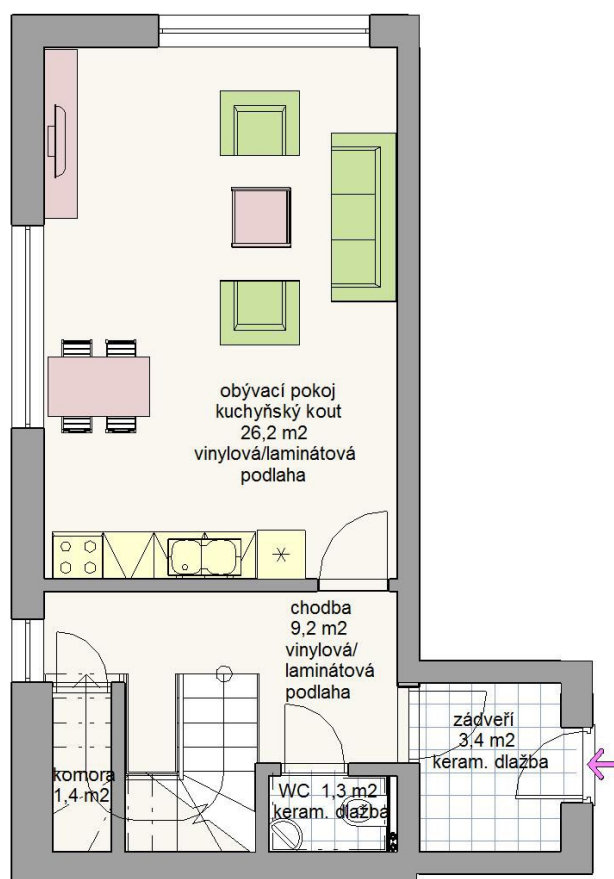 obývací pokoj
kuchyňský kout
26,2 m2
vinylová/laminátová
podlaha
chodba
9,2 m2
vinylová/
laminátová
podlaha
zádveří
3,4 m2
keram. dlažba
komora
1,4 m2
WC 1,3 m2
keram. dlažba